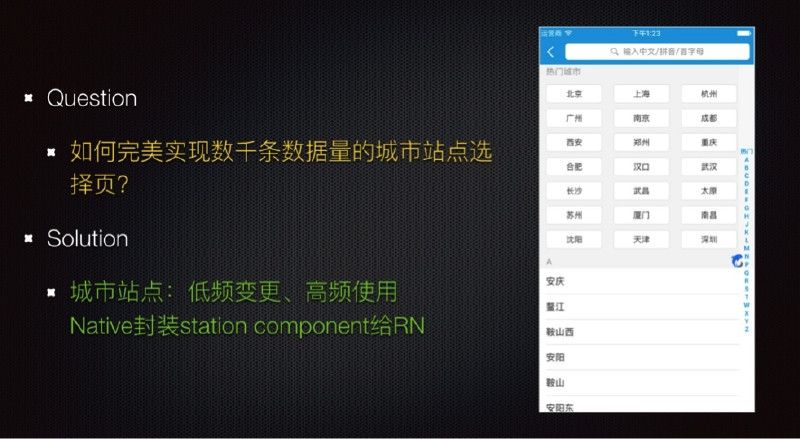 Question
如何完美实现数千条数据量的城市站点选
择页？
Solution
城市站点：低频变更、高频使用
Native封装station component给RN
运营商 下午1:23
输入中文/拼音/首字母
热门城市
北京 上海 杭州
广州 南京 成都
西安 郑州 重庆
合肥 汉口 武汉
长沙 武昌 太原
苏州 厦门 南昌
沈阳 天津 深圳
A
安庆
鳌江
鞍山西
安阳
鞍山
安阳东
热门
A
B
C
D
E
F
G
H
J
K
L
M
N
P
Q
R
S
T
W
X
Y
Z